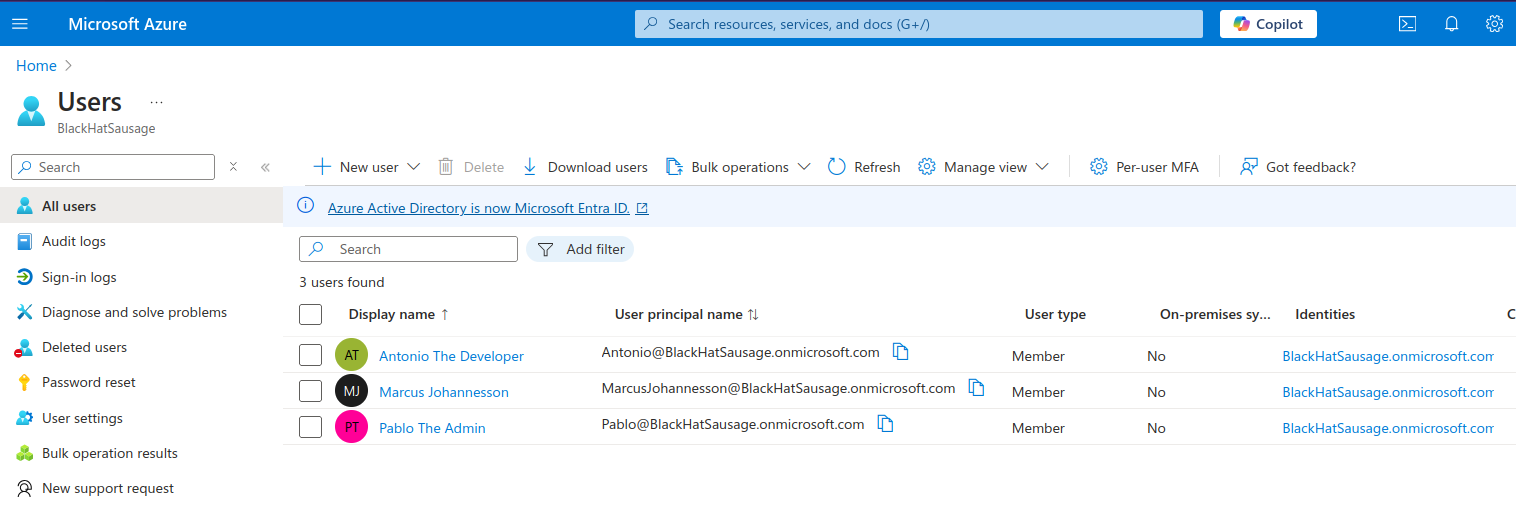 Microsoft Azure
Search resources, services, and docs (G+/)
Copilot
Home
Users ...
BlackHatSausage
Search
New user
Delete
Download users
Bulk operations
Refresh
Manage view
Per-user MFA
Got feedback?
All users
Audit logs
Sign-in logs
Diagnose and solve problems
Deleted users
Password reset
User settings
Bulk operation results
New support request
Azure Active Directory is now Microsoft Entra ID.
Search
Add filter
3 users found
Display name ↑ User principal name ↑↓ User type On-premises sy... Identities C
AT Antonio The Developer Antonio@BlackHatSausage.onmicrosoft.com Member No BlackHatSausage.onmicrosoft.com
MJ Marcus Johannesson MarcusJohannesson@BlackHatSausage.onmicrosoft.com Member No BlackHatSausage.onmicrosoft.com
PT Pablo The Admin Pablo@BlackHatSausage.onmicrosoft.com Member No BlackHatSausage.onmicrosoft.com